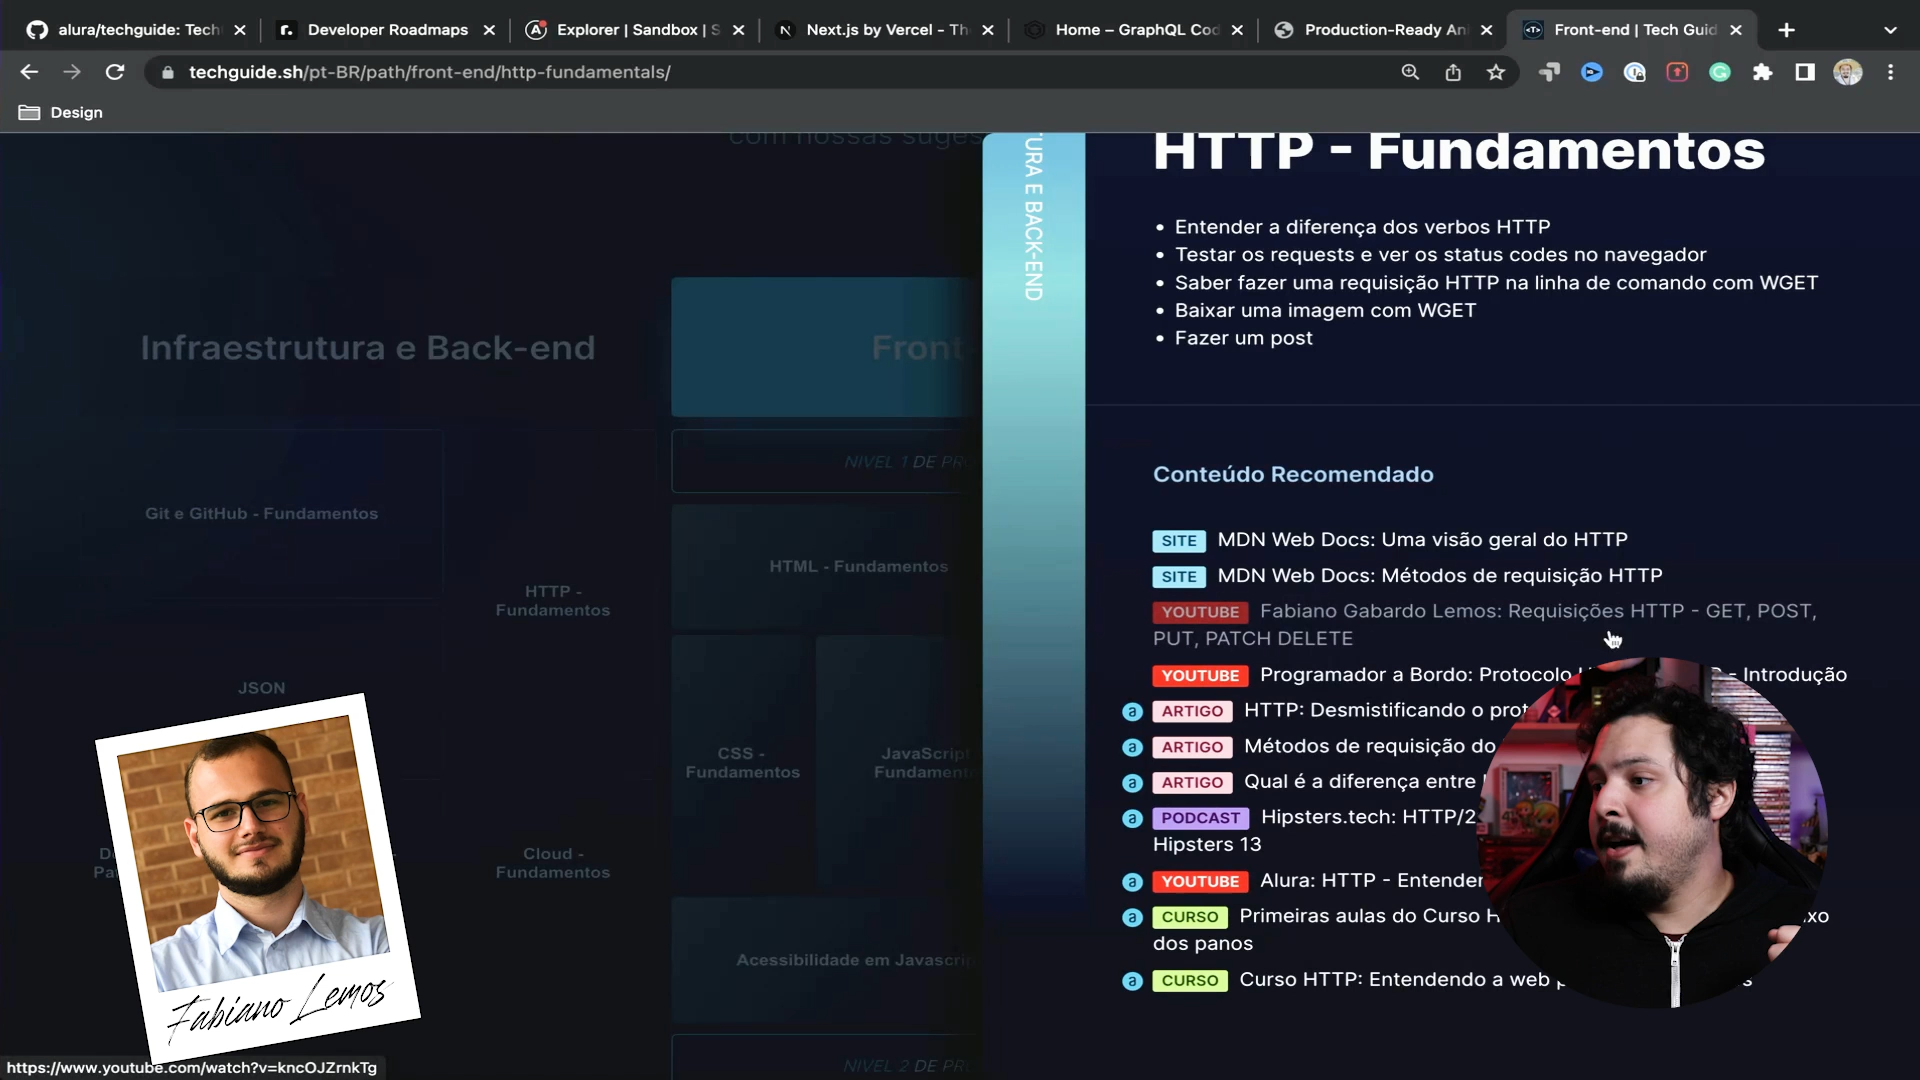 alura/techguide: Tech
Developer Roadmaps
Explorer | Sandbox | S
Next.js by Vercel - The
Home – GraphQL Cod
Production-Ready Ani
Front-end | Tech Guid
techguide.sh/pt-BR/path/front-end/http-fundamentals/
Design
com nossas suges
Infraestrutura e Back-end
Front-
NIVEL 1 DE PRO
Git e GitHub - Fundamentos
HTML - Fundamentos
HTTP -
Fundamentos
JSON
CSS -
Fundamentos
JavaScript
Fundament
Cloud -
Fundamentos
Acessibilidade em Javascri
NIVEL 2 DE PR
TURA E BACK-END
HTTP - Fundamentos
• Entender a diferença dos verbos HTTP
• Testar os requests e ver os status codes no navegador
• Saber fazer uma requisição HTTP na linha de comando com WGET
• Baixar uma imagem com WGET
• Fazer um post
Conteúdo Recomendado
SITE MDN Web Docs: Uma visão geral do HTTP
SITE MDN Web Docs: Métodos de requisição HTTP
YOUTUBE Fabiano Gabardo Lemos: Requisições HTTP - GET, POST,
PUT, PATCH DELETE
YOUTUBE Programador a Bordo: Protocolo - Introdução
a ARTIGO HTTP: Desmistificando o prot
a ARTIGO Métodos de requisição do
a ARTIGO Qual é a diferença entre
a PODCAST Hipsters.tech: HTTP/2
Hipsters 13
a YOUTUBE Alura: HTTP - Entender
a CURSO Primeiras aulas do Curso H xo
dos panos
a CURSO Curso HTTP: Entendendo a web p s
Fabiano Lemos
https://www.youtube.com/watch?v=kncOJZrnkTg